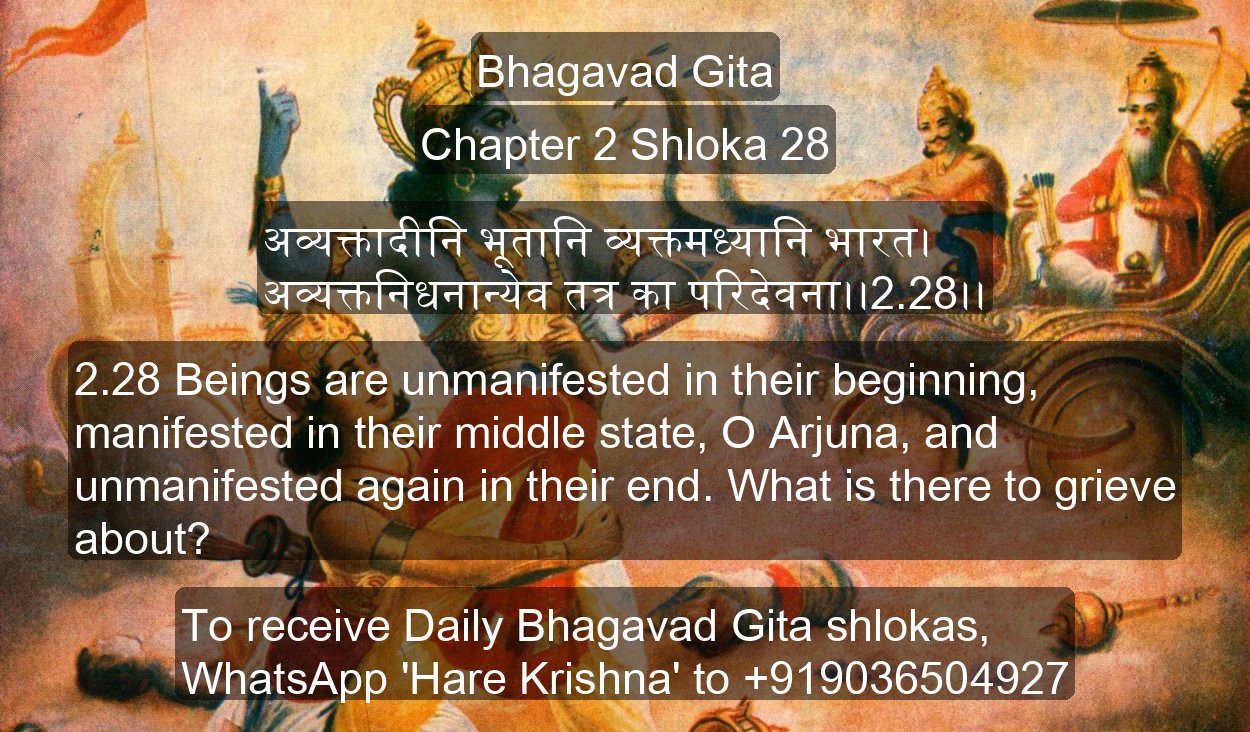 Bhagavad Gita
Chapter 2 Shloka 28
अव्यक्तादीनि भूतानि व्यक्तमध्यानि भारत।
अव्यक्तनिधनान्येव तत्र का परिदेवना।।2.28।।
2.28 Beings are unmanifested in their beginning,
manifested in their middle state, O Arjuna, and
unmanifested again in their end. What is there to grieve
about?
To receive Daily Bhagavad Gita shlokas,
WhatsApp 'Hare Krishna' to +919036504927